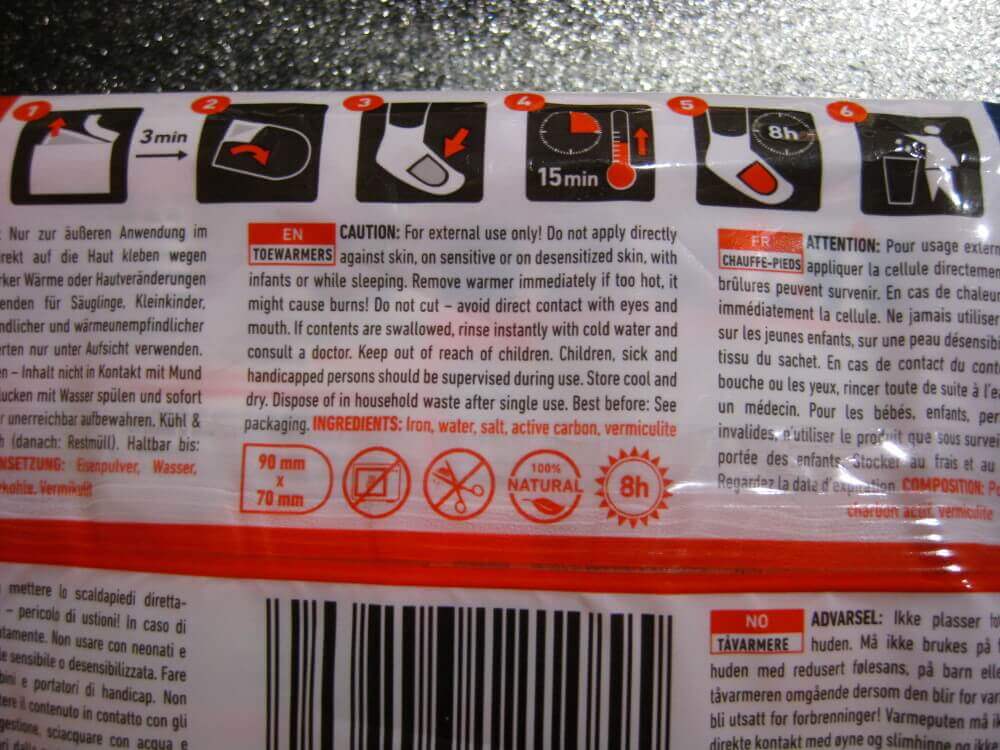 1 3 min 2 3 4 15 min 5 8h 6
Nur zur äußeren Anwendung im
rekt auf die Haut kleben wegen
rker Wärme oder Hautveränderungen
enden für Säuglinge, Kleinkinder,
ndlicher und wärmeunempfindlicher
rten nur unter Aufsicht verwenden.
en – Inhalt nicht in Kontakt mit Mund
lucken mit Wasser spülen und sofort
r unerreichbar aufbewahren. Kühl &
h (danach: Restmüll). Haltbar bis:
NSETZUNG: Eisenpulver, Wasser,
kohle, Vermikulit
EN
TOEWARMERS
CAUTION: For external use only! Do not apply directly
against skin, on sensitive or on desensitized skin, with
infants or while sleeping. Remove warmer immediately if too hot, it
might cause burns! Do not cut – avoid direct contact with eyes and
mouth. If contents are swallowed, rinse instantly with cold water and
consult a doctor. Keep out of reach of children. Children, sick and
handicapped persons should be supervised during use. Store cool and
dry. Dispose of in household waste after single use. Best before: See
packaging. INGREDIENTS: Iron, water, salt, active carbon, vermiculite
90 mm
x
70 mm
100%
NATURAL
8h
FR
CHAUFFE-PIEDS
ATTENTION: Pour usage extern
appliquer la cellule directemen
brûlures peuvent survenir. En cas de chaleur
immédiatement la cellule. Ne jamais utiliser
sur les jeunes enfants, sur une peau désensibi
tissu du sachet. En cas de contact du cont
bouche ou les yeux, rincer toute de suite à l'ea
un médecin. Pour les bébés, enfants, per
invalides, n'utiliser le produit que sous surve
portée des enfants. Stocker au frais et au
Regardez la date d'expiration. COMPOSITION: Po
charbon actif, vermiculite
mettere lo scaldapiedi diretta-
– pericolo di ustioni! In caso di
tamente. Non usare con neonati e
le sensibile o desensibilizzata. Fare
bini e portatori di handicap. Non
tere il contenuto in contatto con gli
gestione, sciacquare con acqua e
NO
TÅVARMERE
ADVARSEL: Ikke plasser
huden. Må ikke brukes på
huden med redusert følesans, på barn elle
tåvarmeren omgående dersom den blir for var
bli utsatt for forbrenninger! Varmeputen må i
direkte kontakt med øyne og slimhinne og ikk